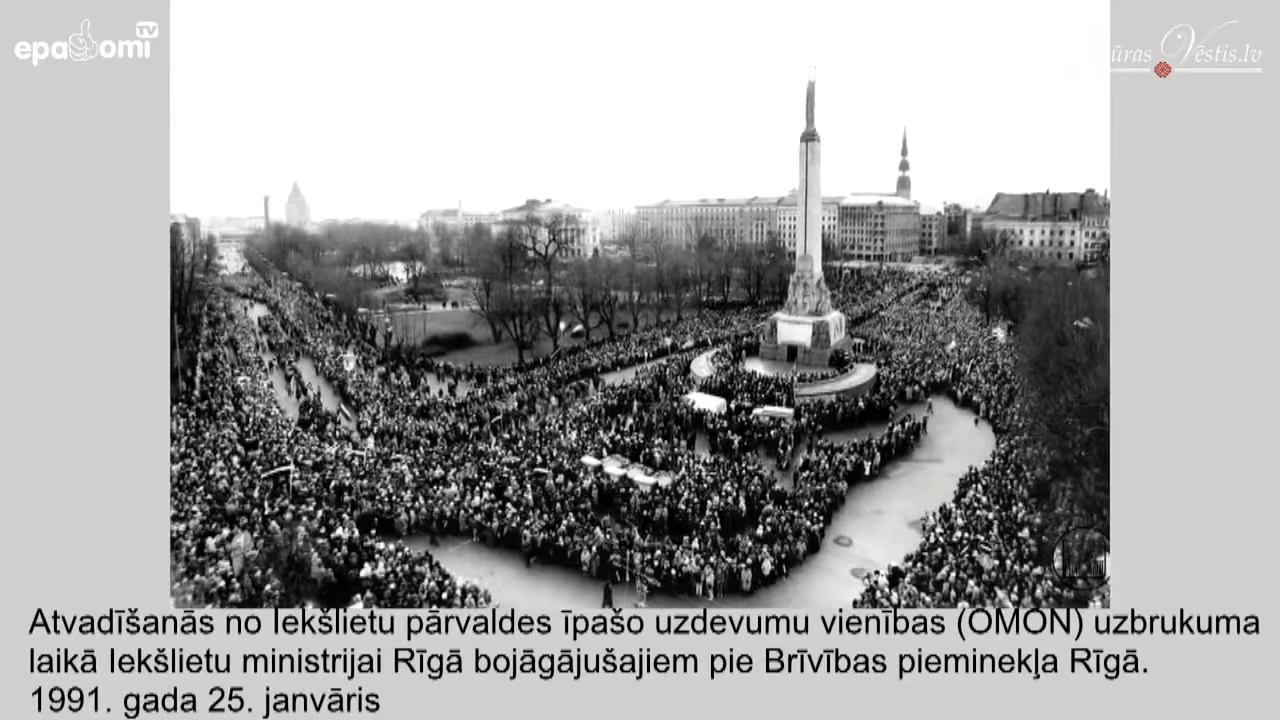 epadomi TV
ūras Vēstis.lv
Atvadīšanās no Iekšlietu pārvaldes īpašo uzdevumu vienības (OMON) uzbrukuma
laikā Iekšlietu ministrijai Rīgā bojāgājušajiem pie Brīvības pieminekļa Rīgā.
1991. gada 25. janvāris